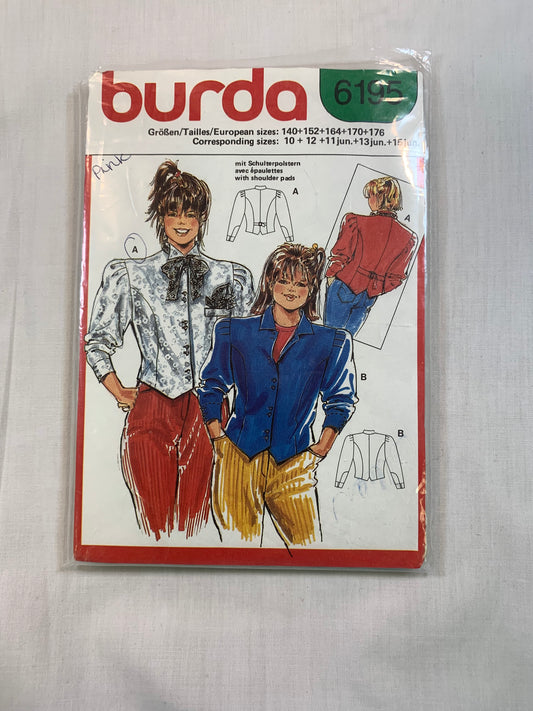 burda
6195
Größen/Tailles/European sizes: 140+152+164+170+176
Corresponding sizes: 10 + 12 +11 jun.+13 jun.+15 jun.
Punk
mit Schulterpolstern
avec épaulettes
with shoulder pads
A
A
A
B
B